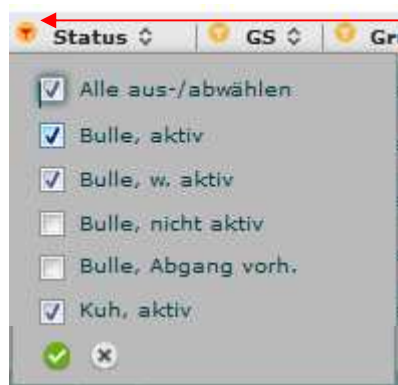 Status GS Gr
Alle aus-/abwählen
Bulle, aktiv
Bulle, w. aktiv
Bulle, nicht aktiv
Bulle, Abgang vorh.
Kuh, aktiv